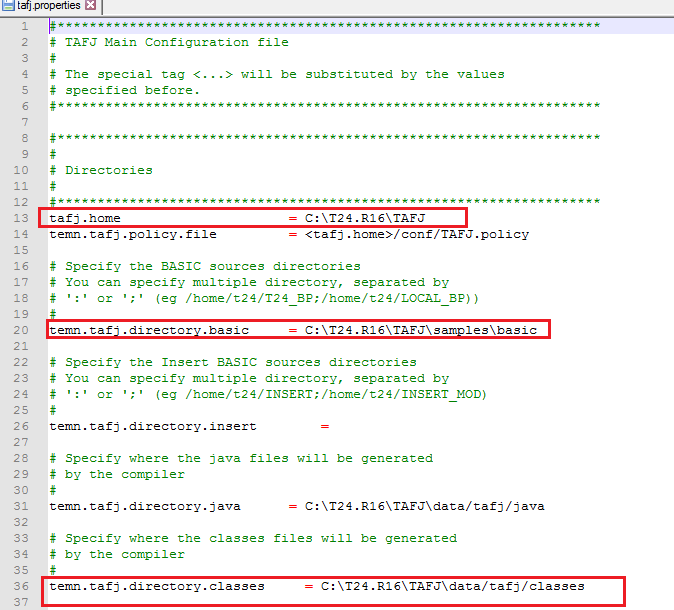 tafj.properties
1 #********************************************************************
2 # TAFJ Main Configuration file
3 #
4 # The special tag <...> will be substituted by the values
5 # specified before.
6 #********************************************************************
7
8 #********************************************************************
9 #
10 # Directories
11 #
12 #********************************************************************
13 tafj.home = C:\T24.R16\TAFJ
14 temn.tafj.policy.file = <tafj.home>/conf/TAFJ.policy
15
16 # Specify the BASIC sources directories
17 # You can specify multiple directory, separated by
18 # ':' or ';' (eg /home/t24/T24_BP;/home/t24/LOCAL_BP))
19 #
20 temn.tafj.directory.basic = C:\T24.R16\TAFJ\samples\basic
21
22 # Specify the Insert BASIC sources directories
23 # You can specify multiple directory, separated by
24 # ':' or ';' (eg /home/t24/INSERT;/home/t24/INSERT_MOD)
25 #
26 temn.tafj.directory.insert =
27
28 # Specify where the java files will be generated
29 # by the compiler
30 #
31 temn.tafj.directory.java = C:\T24.R16\TAFJ\data/tafj/java
32
33 # Specify where the classes files will be generated
34 # by the compiler
35 #
36 temn.tafj.directory.classes = C:\T24.R16\TAFJ\data/tafj/classes
37